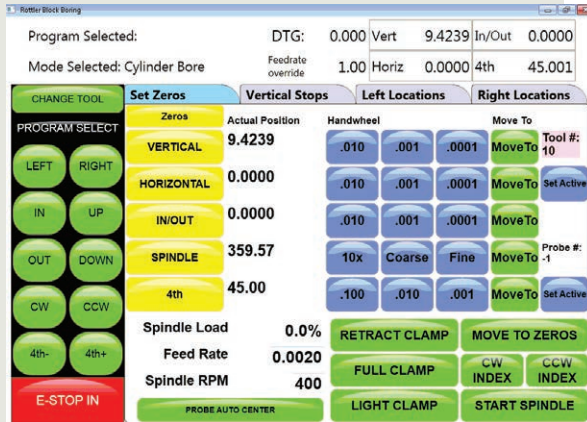 Rottler Block Boring
Program Selected: DTG: 0.000 Vert 9.4239 In/Out 0.0000
Mode Selected: Cylinder Bore Feedrate override 1.00 Horiz 0.0000 4th 45.001
CHANGE TOOL Set Zeros Vertical Stops Left Locations Right Locations
PROGRAM SELECT Zeros Actual Position Handwheel Move To
LEFT RIGHT VERTICAL 9.4239 .010 .001 .0001 MoveTo Tool #: 10
HORIZONTAL 0.0000 .010 .001 .0001 MoveTo Set Active
IN UP IN/OUT 0.0000 .010 .001 .0001 MoveTo
OUT DOWN SPINDLE 359.57 10x Coarse Fine MoveTo Probe #: -1
CW CCW 4th 45.00 .100 .010 .001 MoveTo Set Active
Spindle Load 0.0% RETRACT CLAMP MOVE TO ZEROS
4th- 4th+ Feed Rate 0.0020 FULL CLAMP CW INDEX CCW INDEX
Spindle RPM 400
E-STOP IN PROBE AUTO CENTER LIGHT CLAMP START SPINDLE